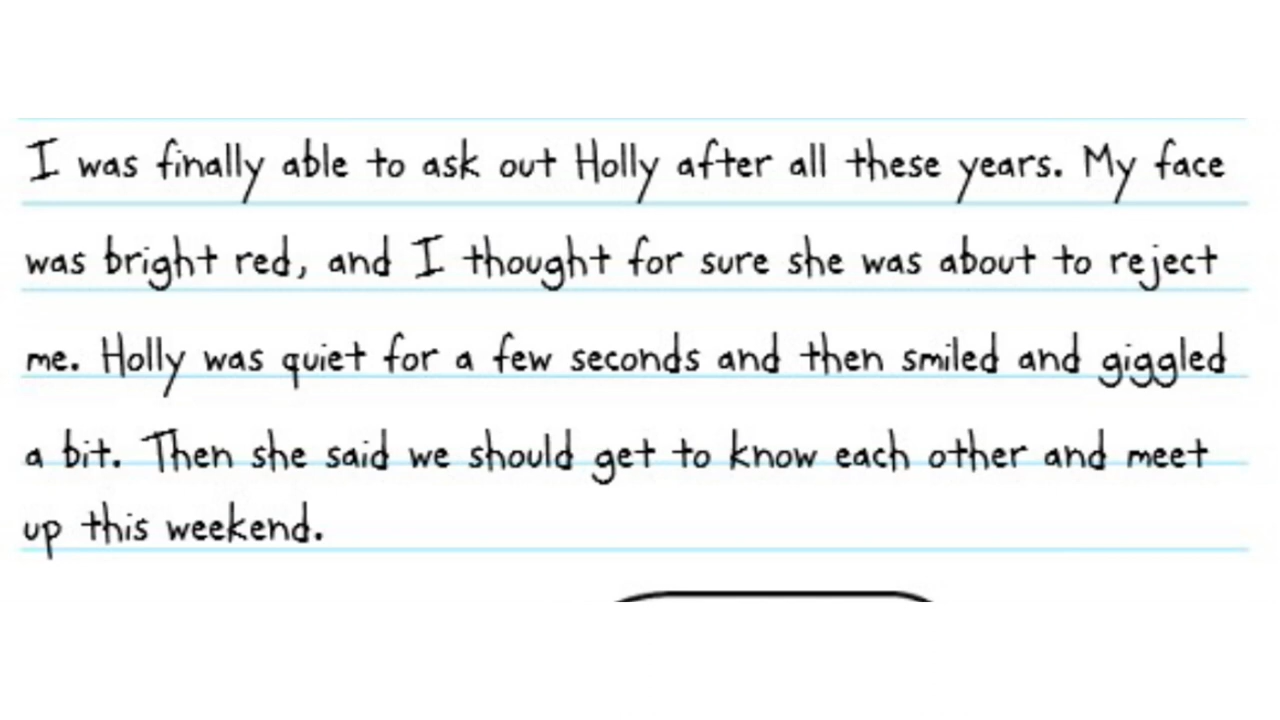 I was finally able to ask out Holly after all these years. My face
was bright red, and I thought for sure she was about to reject
me. Holly was quiet for a few seconds and then smiled and giggled
a bit. Then she said we should get to know each other and meet
up this weekend.